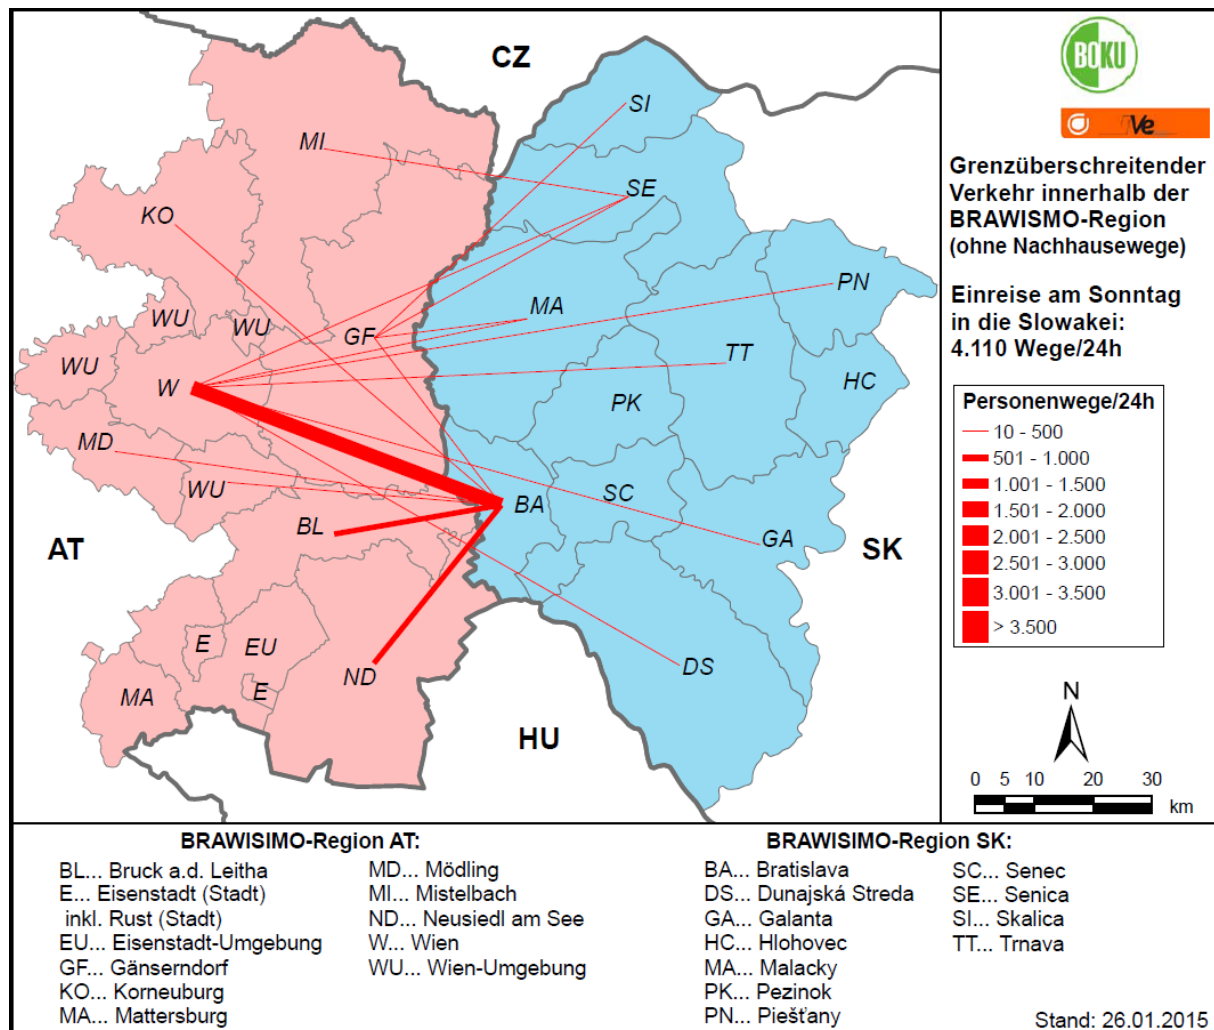 CZ
SI
MI
SE
KO
PN
MA
WU
WU
GF
WU
TT
W
HC
PK
MD
WU
SC
BA
BL
GA
AT
SK
E
EU
DS
ND
E
MA
HU
BOKU
Ve
Grenzüberschreitender
Verkehr innerhalb der
BRAWISMO-Region
(ohne Nachhausewege)
Einreise am Sonntag
in die Slowakei:
4.110 Wege/24h
Personenwege/24h
10 - 500
501 - 1.000
1.001 - 1.500
1.501 - 2.000
2.001 - 2.500
2.501 - 3.000
3.001 - 3.500
> 3.500
N
0 5 10 20 30
km
BRAWISIMO-Region AT:
BL... Bruck a.d. Leitha
E... Eisenstadt (Stadt)
inkl. Rust (Stadt)
EU... Eisenstadt-Umgebung
GF... Gänserndorf
KO... Korneuburg
MA... Mattersburg
MD... Mödling
MI... Mistelbach
ND... Neusiedl am See
W... Wien
WU... Wien-Umgebung
BRAWISIMO-Region SK:
BA... Bratislava
DS... Dunajská Streda
GA... Galanta
HC... Hlohovec
MA... Malacky
PK... Pezinok
PN... Piešťany
SC... Senec
SE... Senica
SI... Skalica
TT... Trnava
Stand: 26.01.2015